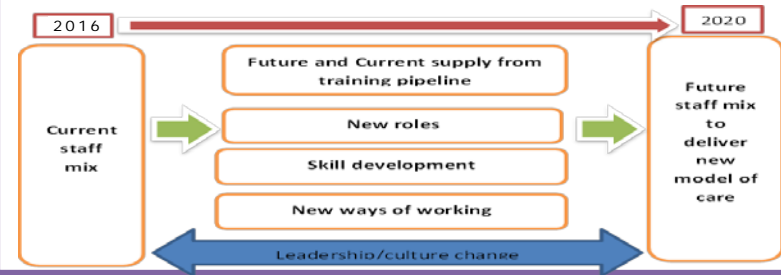 2016
2020
Current
staff
mix
Future and Current supply from
training pipeline
New roles
Skill development
New ways of working
Leadership/culture change
Future
staff mix
to
deliver
new
model of
care